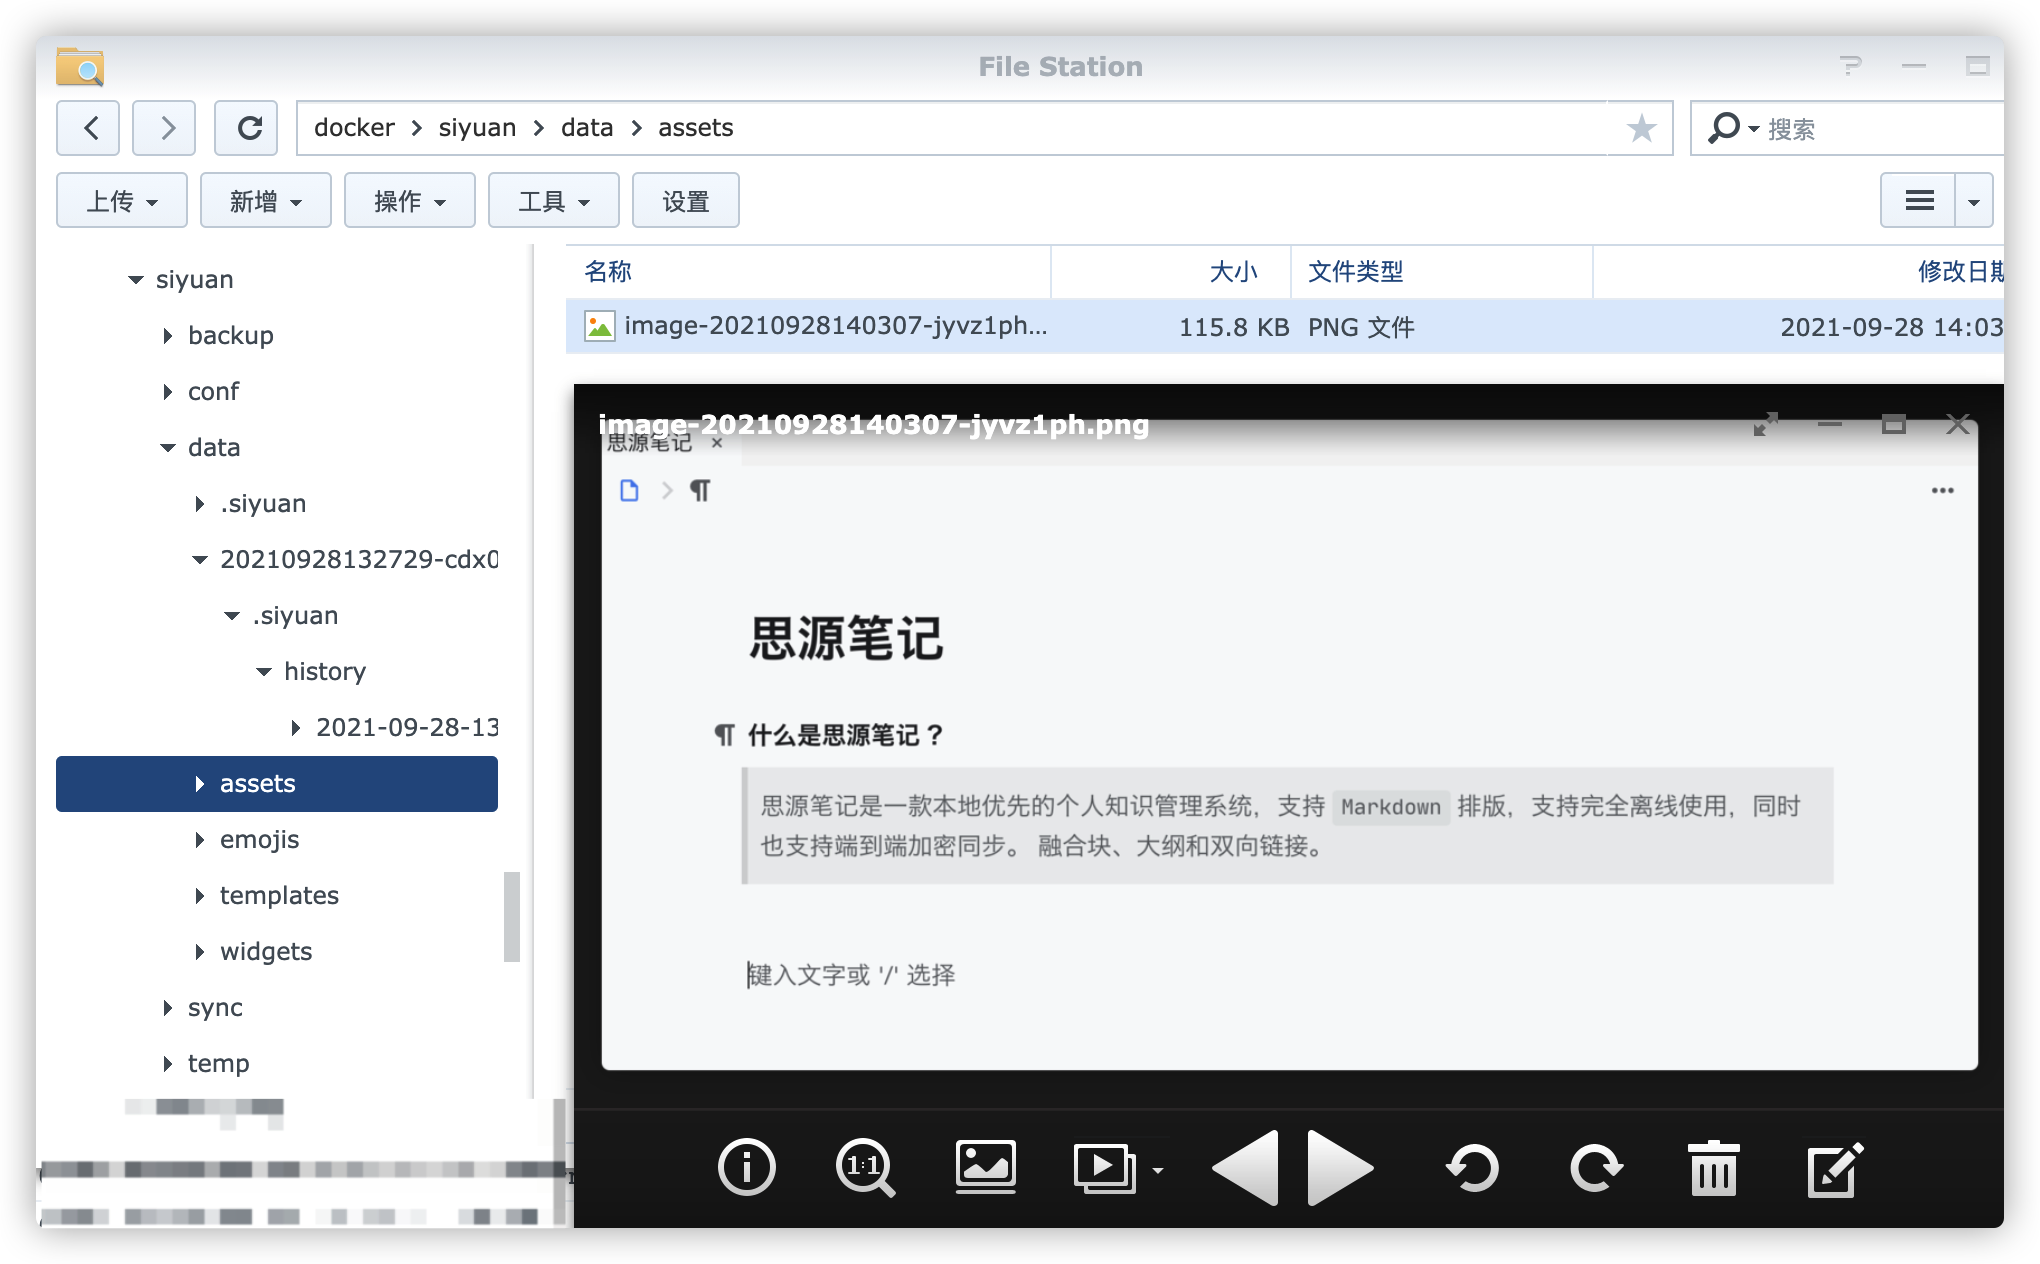 File Station
docker > siyuan > data > assets
搜索
上传
新增
操作
工具
设置
siyuan
backup
conf
data
.siyuan
20210928132729-cdx0
.siyuan
history
2021-09-28-13
assets
emojis
templates
widgets
sync
temp
名称 大小 文件类型 修改日期
image-20210928140307-jyvz1ph... 115.8 KB PNG 文件 2021-09-28 14:03
image-20210928140307-jyvz1ph.png
思源笔记 ×
思源笔记
什么是思源笔记？
思源笔记是一款本地优先的个人知识管理系统，支持 Markdown 排版，支持完全离线使用，同时
也支持端到端加密同步。 融合块、大纲和双向链接。
键入文字或 '/' 选择
1:1